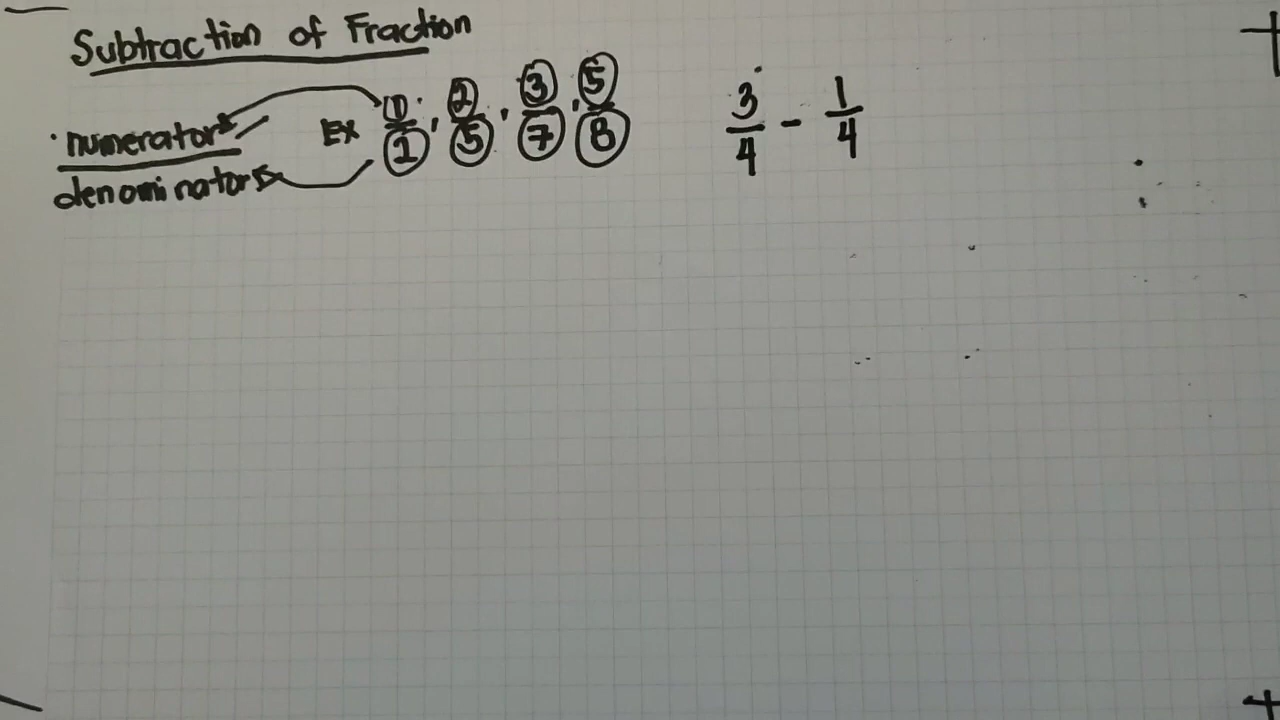 Subtraction of Fraction
numerators
denominators
Ex 1/1, 2/5, 3/7, 5/8
3/4 - 1/4